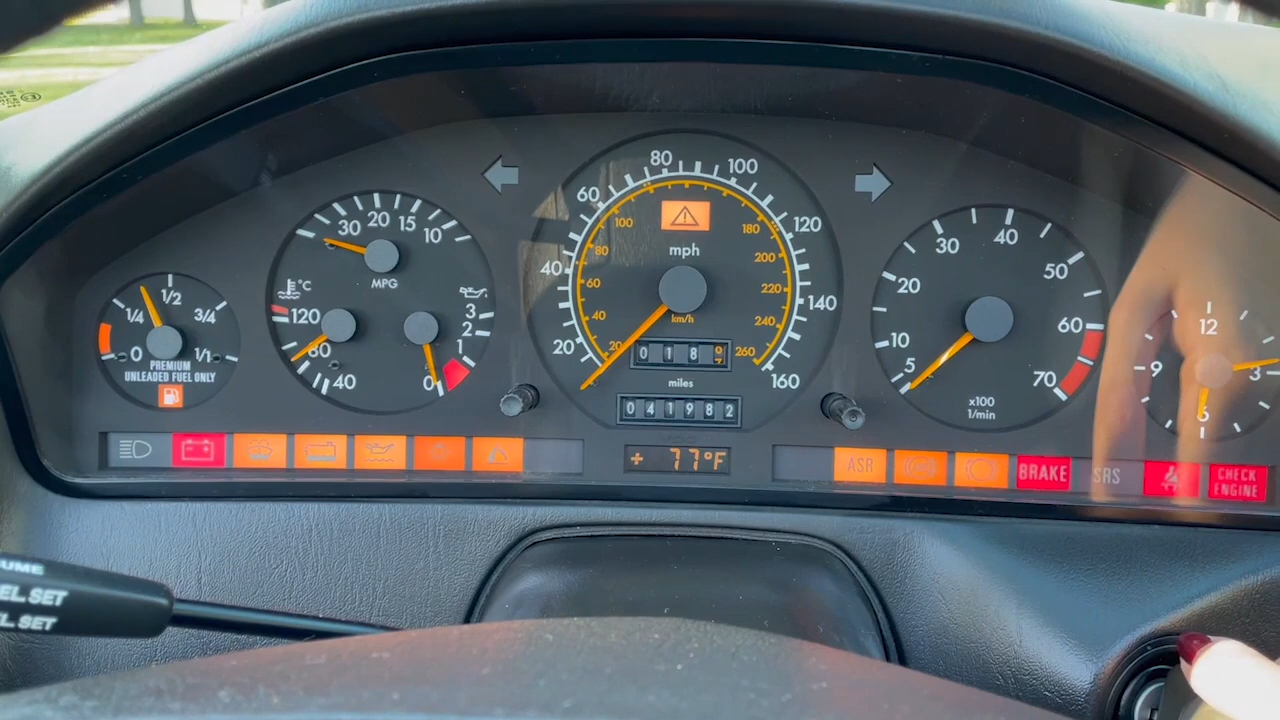 80
100
60
120
40
140
20
160
100
80
60
40
20
180
200
220
240
260
mph
km/h
miles
0 1 8
0 4 1 9 8 2
+ 77°F
1/2
1/4
3/4
0
1/1
PREMIUM
UNLEADED FUEL ONLY
30 20 15 10
MPG
°C
120
80
40
3
2
1
0
5
10
20
30
40
50
60
70
x100
1/min
12
9
3
6
ASR
BRAKE
SRS
CHECK
ENGINE
EL.SET